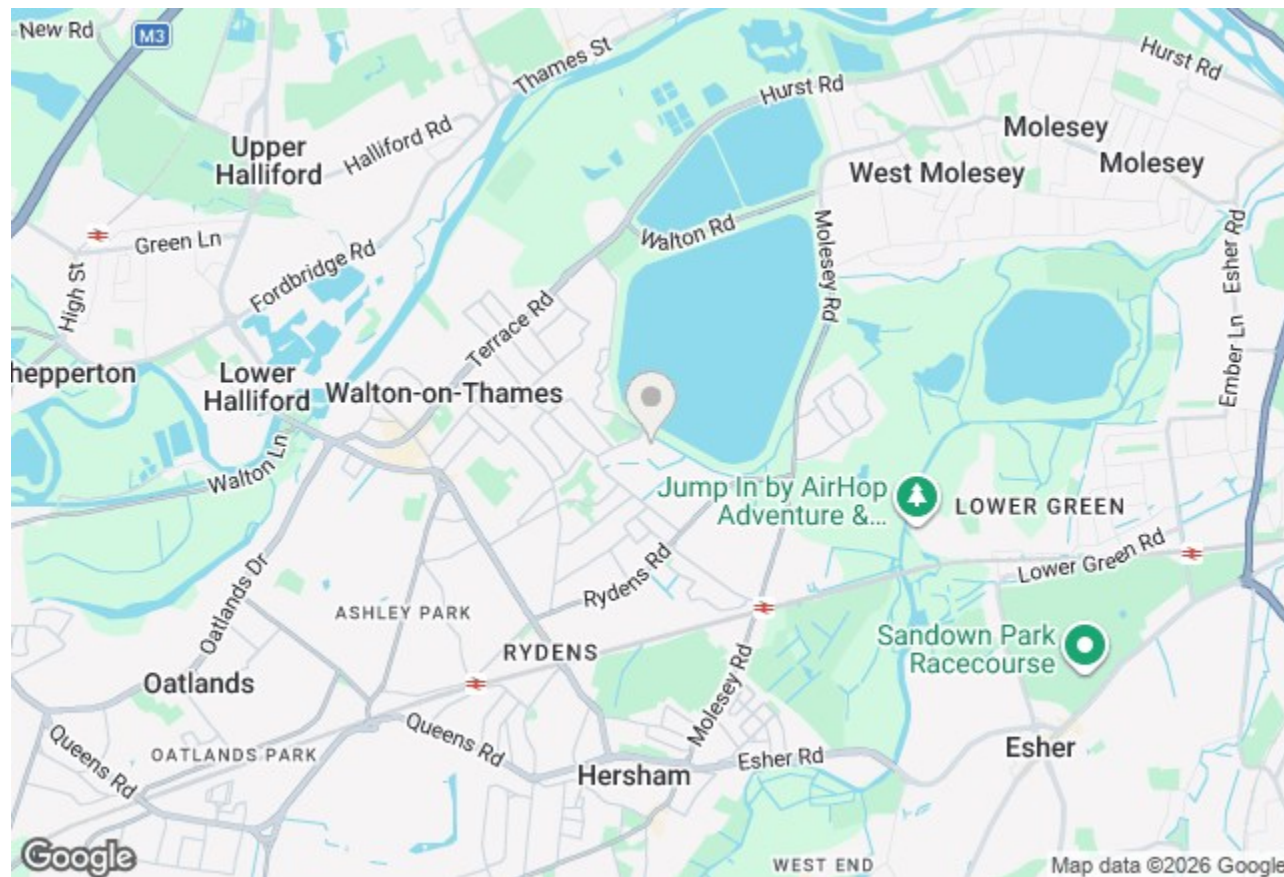 New Rd
M3
Thames St
Hurst Rd
Hurst Rd
Upper
Halliford
Halliford Rd
Molesey
Molesey
West Molesey
Green Ln
Walton Rd
Molesey Rd
High St
Fordbridge Rd
Ember Ln
Esher Rd
Terrace Rd
hepperton
Lower
Halliford
Walton-on-Thames
Walton Ln
Jump In by AirHop
Adventure &...
LOWER GREEN
Lower Green Rd
Oatlands Dr
ASHLEY PARK
Rydens Rd
RYDENS
Sandown Park
Racecourse
Oatlands
Molesey Rd
Queens Rd
OATLANDS PARK
Queens Rd
Hersham
Esher Rd
Esher
WEST END
Google
Map data ©2026 Google